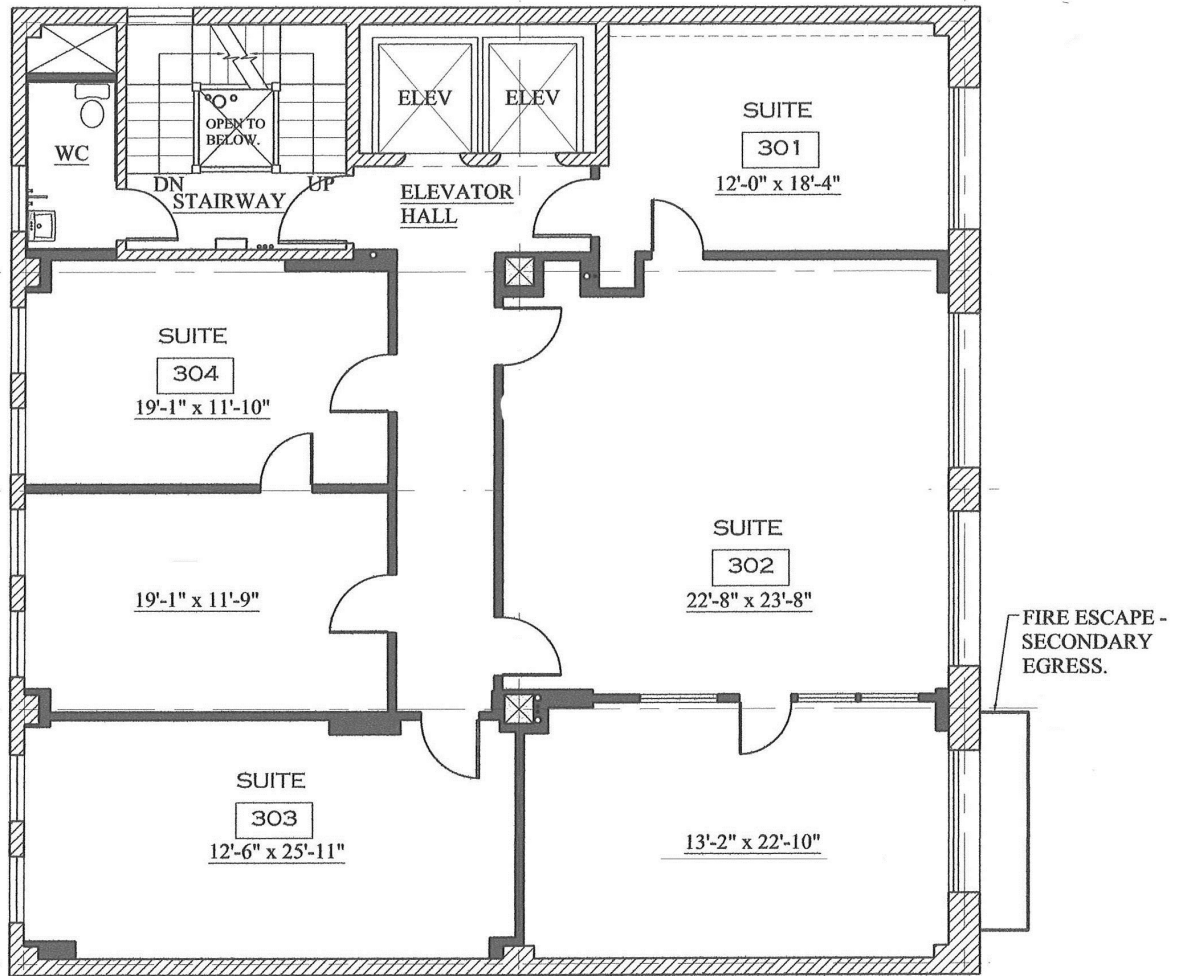 ELEV
ELEV
OPEN TO
BELOW.
WC
DN
UP
STAIRWAY
ELEVATOR
HALL
SUITE
301
12'-0" x 18'-4"
SUITE
304
19'-1" x 11'-10"
SUITE
302
22'-8" x 23'-8"
19'-1" x 11'-9"
FIRE ESCAPE -
SECONDARY
EGRESS.
SUITE
303
12'-6" x 25'-11"
13'-2" x 22'-10"